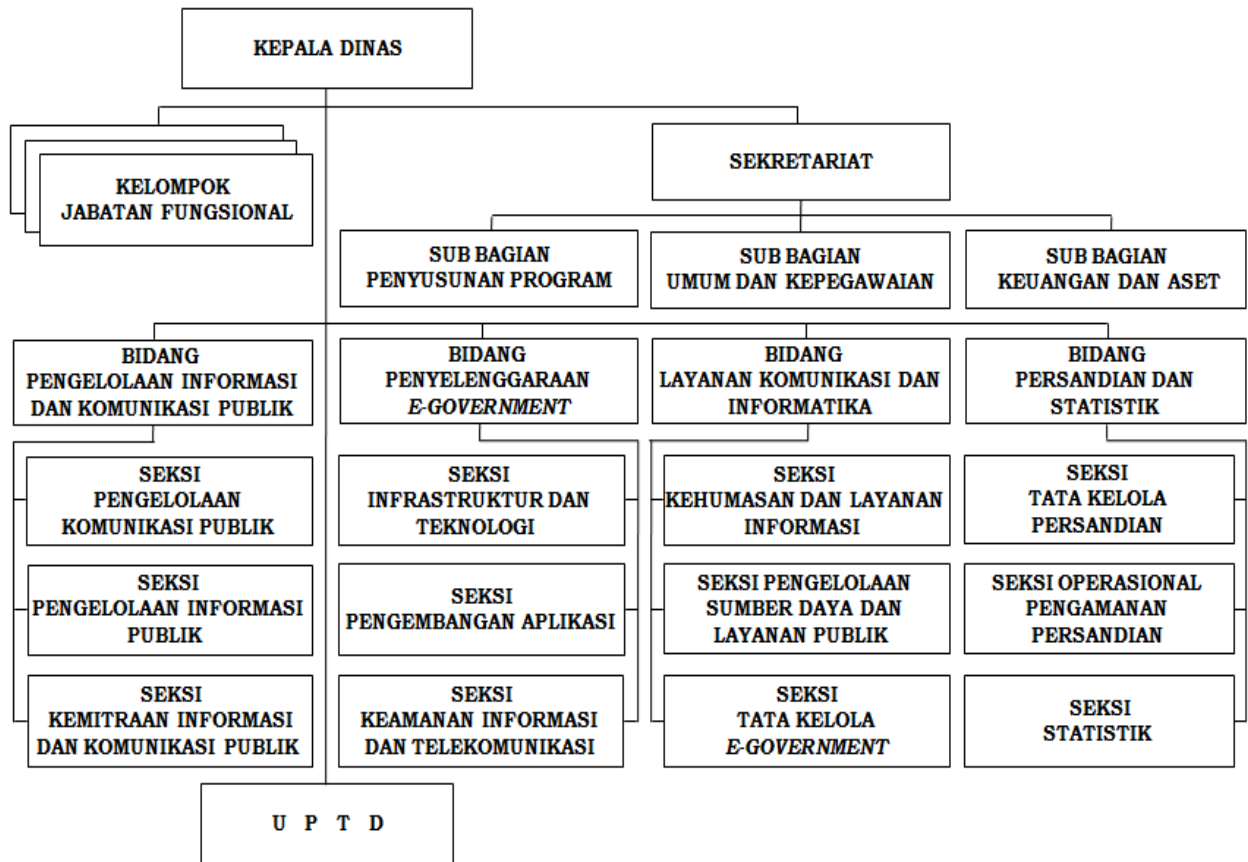 KEPALA DINAS
KELOMPOK
JABATAN FUNGSIONAL
SEKRETARIAT
SUB BAGIAN
PENYUSUNAN PROGRAM
SUB BAGIAN
UMUM DAN KEPEGAWAIAN
SUB BAGIAN
KEUANGAN DAN ASET
BIDANG
PENGELOLAAN INFORMASI
DAN KOMUNIKASI PUBLIK
BIDANG
PENYELENGGARAAN
E-GOVERNMENT
BIDANG
LAYANAN KOMUNIKASI DAN
INFORMATIKA
BIDANG
PERSANDIAN DAN
STATISTIK
SEKSI
PENGELOLAAN
KOMUNIKASI PUBLIK
SEKSI
INFRASTRUKTUR DAN
TEKNOLOGI
SEKSI
KEHUMASAN DAN LAYANAN
INFORMASI
SEKSI
TATA KELOLA
PERSANDIAN
SEKSI
PENGELOLAAN INFORMASI
PUBLIK
SEKSI
PENGEMBANGAN APLIKASI
SEKSI PENGELOLAAN
SUMBER DAYA DAN
LAYANAN PUBLIK
SEKSI OPERASIONAL
PENGAMANAN
PERSANDIAN
SEKSI
KEMITRAAN INFORMASI
DAN KOMUNIKASI PUBLIK
SEKSI
KEAMANAN INFORMASI
DAN TELEKOMUNIKASI
SEKSI
TATA KELOLA
E-GOVERNMENT
SEKSI
STATISTIK
U P T D